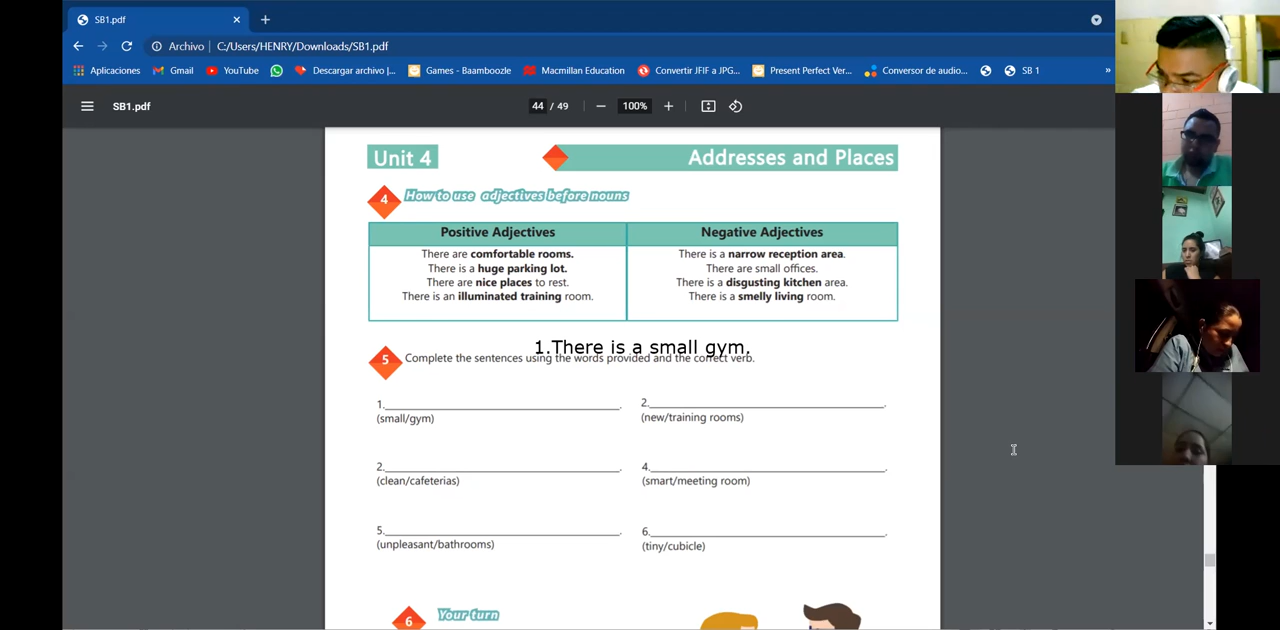 SB1.pdf
Archivo C:/Users/HENRY/Downloads/SB1.pdf
Aplicaciones Gmail YouTube Descargar archivo |... Games - Baamboozle Macmillan Education Convertir JFIF a JPG... Present Perfect Ver... Conversor de audio... SB 1 »
SB1.pdf 44 / 49 100%
Unit 4 Addresses and Places
4 How to use adjectives before nouns
Positive Adjectives Negative Adjectives
There are comfortable rooms. There is a narrow reception area.
There is a huge parking lot. There are small offices.
There are nice places to rest. There is a disgusting kitchen area.
There is an illuminated training room. There is a smelly living room.
1.There is a small gym.
5 Complete the sentences using the words provided and the correct verb.
1.______________________________. 2.______________________________.
(small/gym) (new/training rooms)
2.______________________________. 4.______________________________.
(clean/cafeterias) (smart/meeting room)
5.______________________________. 6.______________________________.
(unpleasant/bathrooms) (tiny/cubicle)
6 Your turn